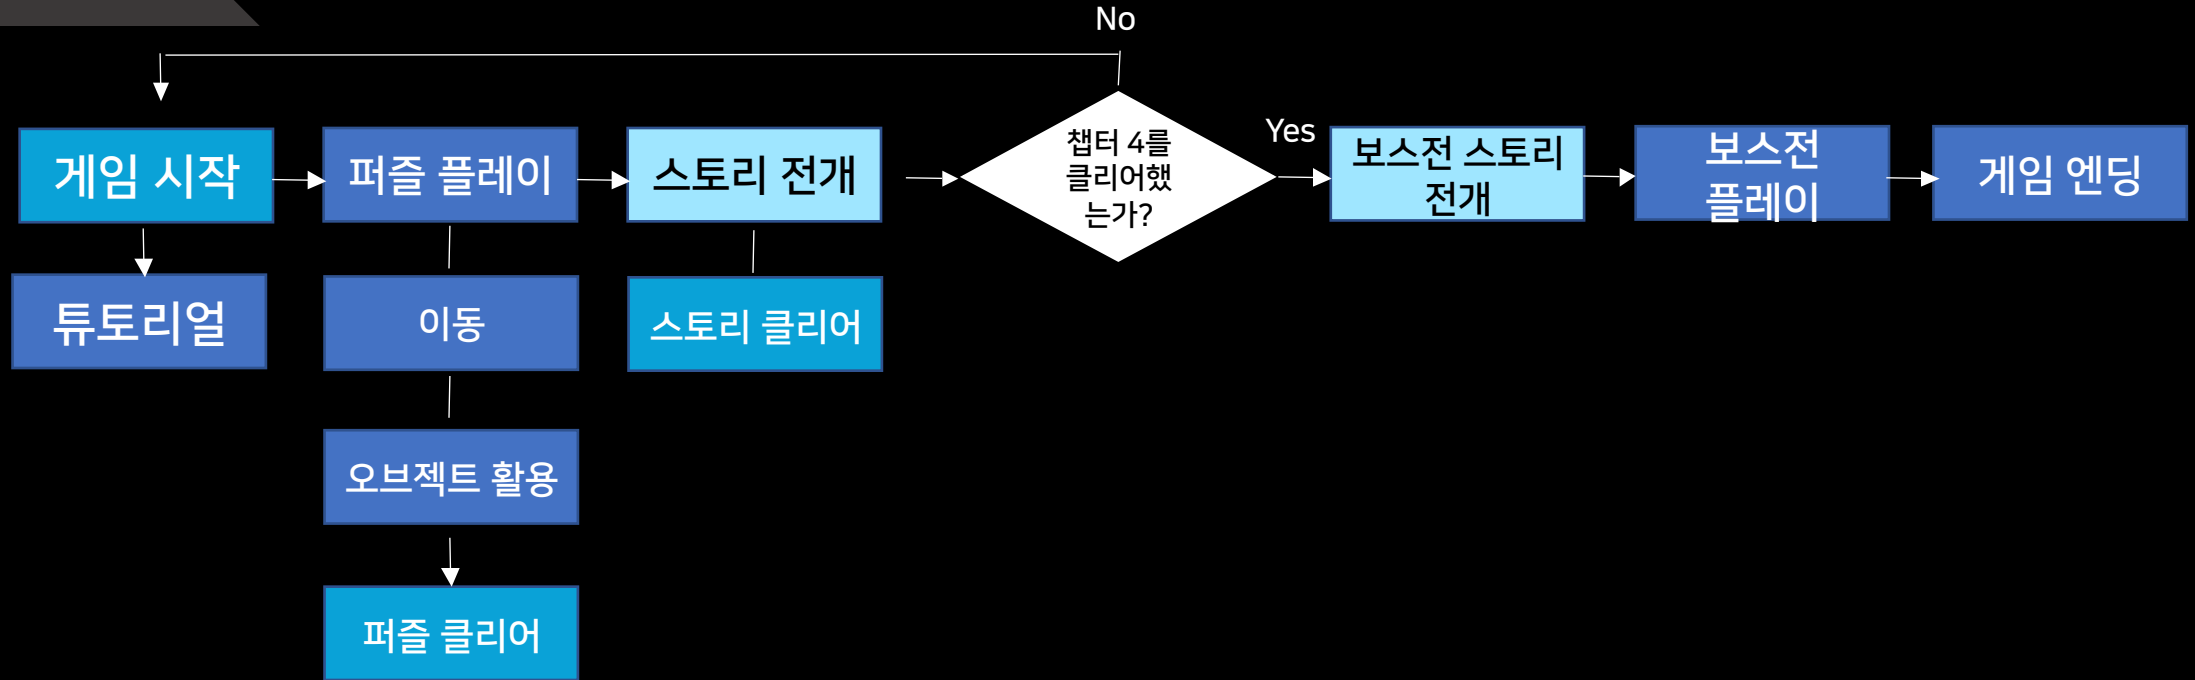 No
게임 시작
퍼즐 플레이
스토리 전개
챕터 4를
클리어했
는가?
Yes
보스전 스토리
전개
보스전
플레이
게임 엔딩
튜토리얼
이동
스토리 클리어
오브젝트 활용
퍼즐 클리어